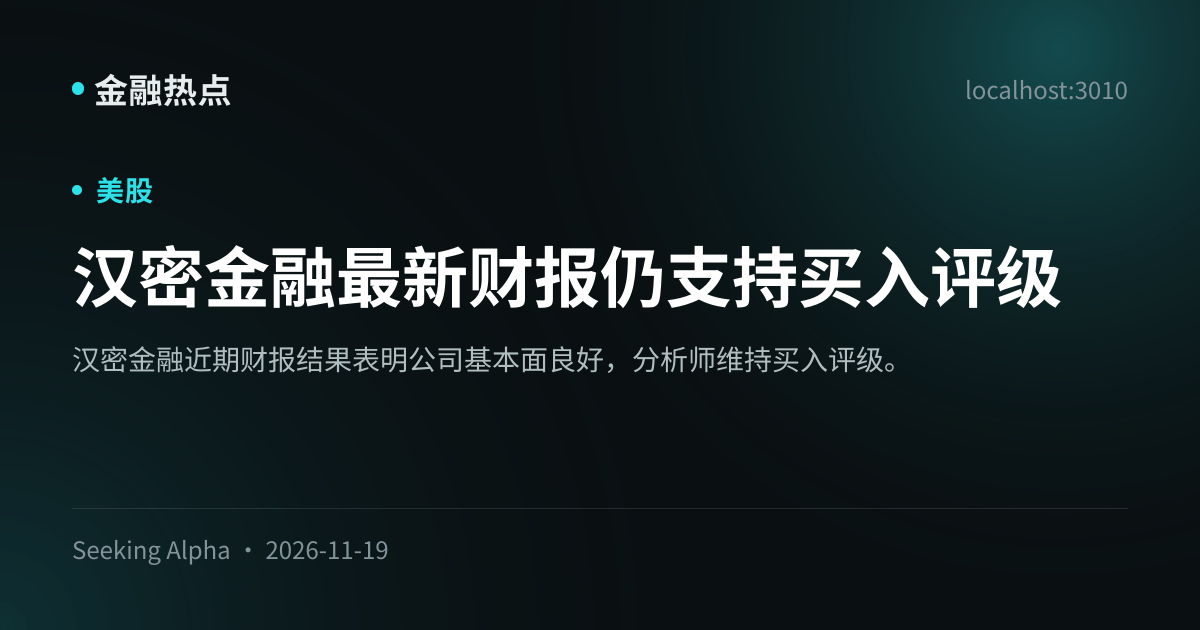 金融热点
localhost:3010
美股
汉密金融最新财报仍支持买入评级
汉密金融近期财报结果表明公司基本面良好，分析师维持买入评级。
Seeking Alpha · 2026-11-19